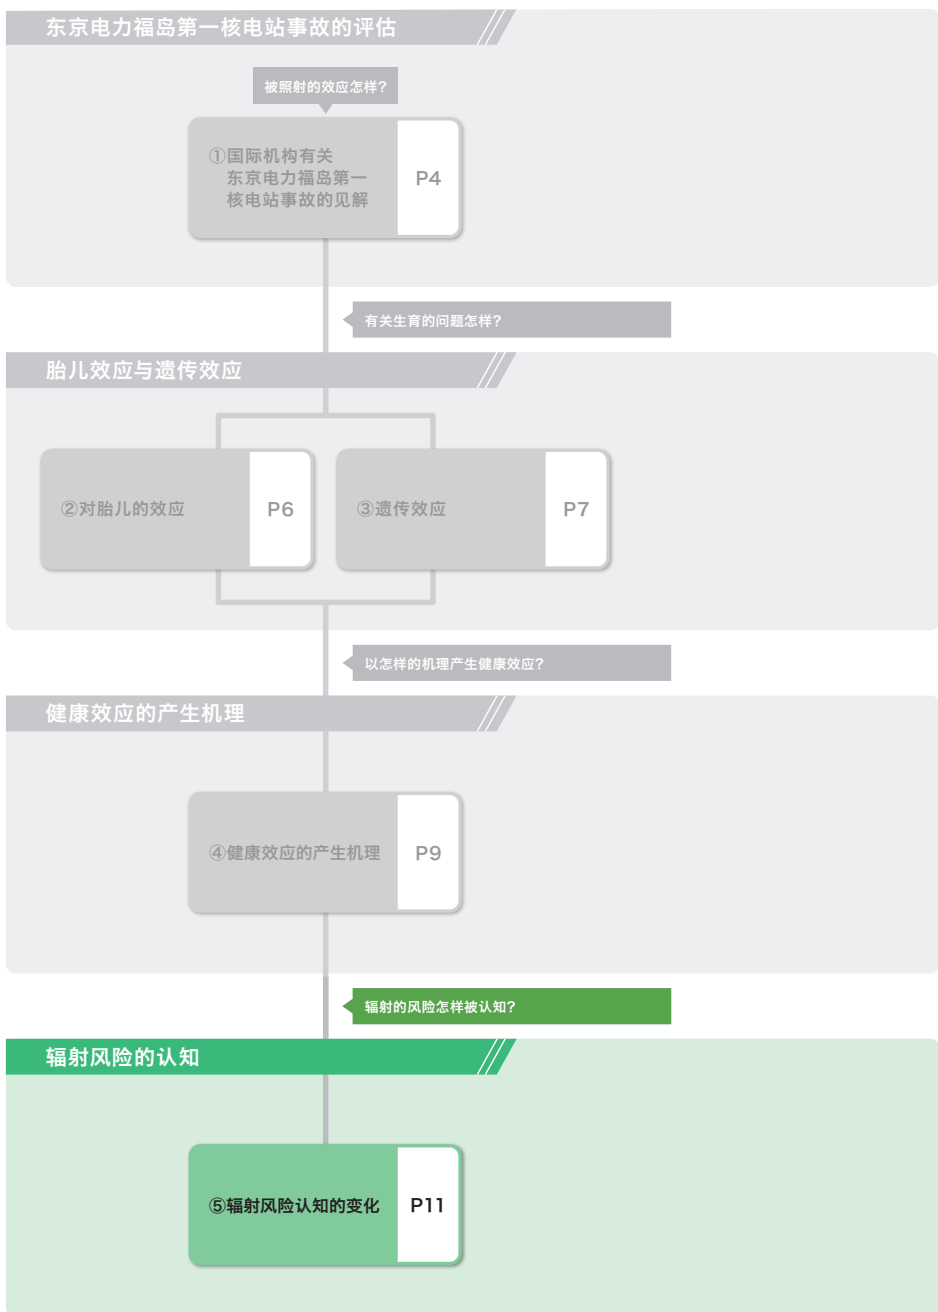 东京电力福岛第一核电站事故的评估
被照射的效应怎样?
①国际机构有关
东京电力福岛第一
核电站事故的见解
P4
有关生育的问题怎样?
胎儿效应与遗传效应
②对胎儿的效应
P6
③遗传效应
P7
以怎样的机理产生健康效应?
健康效应的产生机理
④健康效应的产生机理
P9
辐射的风险怎样被认知?
辐射风险的认知
⑤辐射风险认知的变化
P11